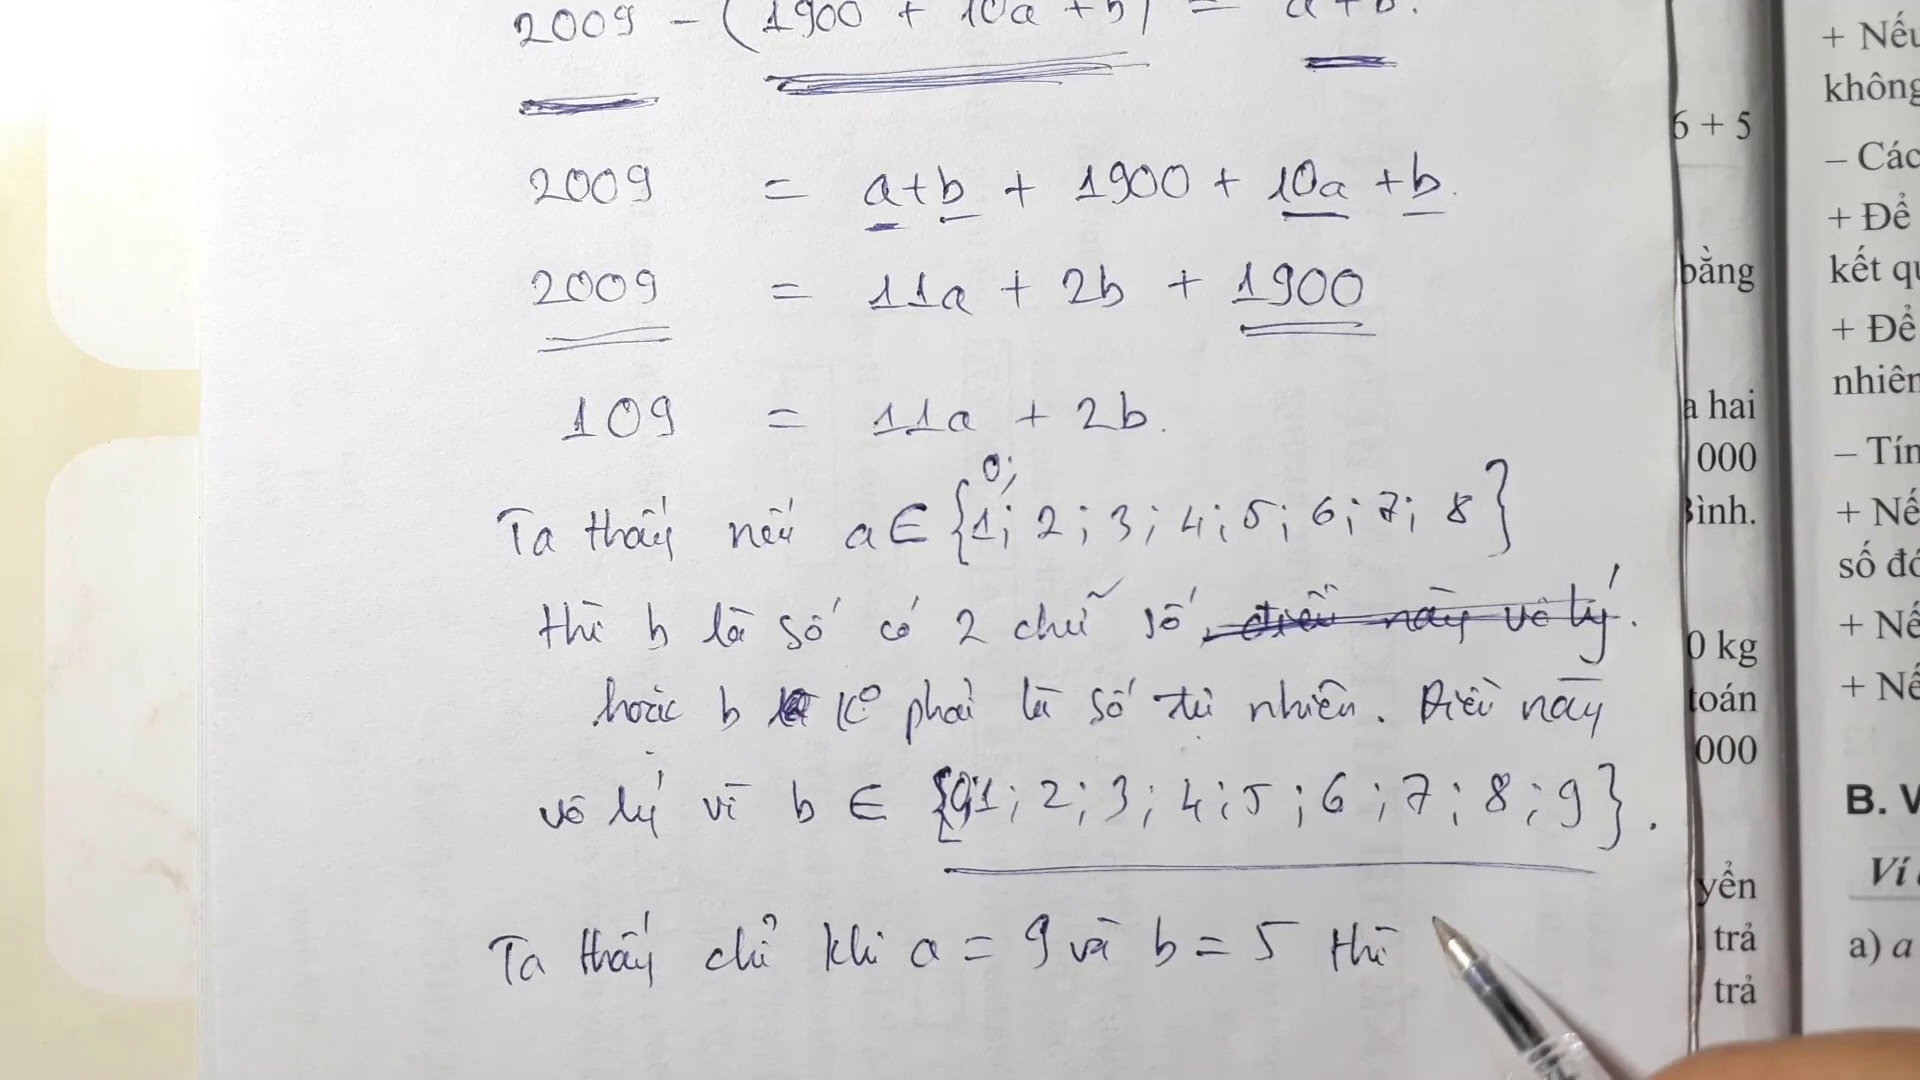 2009 - (1900 + 10a + b) = a + b.
2009 = a + b + 1900 + 10a + b.
2009 = 11a + 2b + 1900
109 = 11a + 2b.
Ta thấy nếu a ∈ {0; 1; 2; 3; 4; 5; 6; 7; 8}
thì b là số có 2 chữ số, điều này vô lý.
hoặc b K° phải là số tự nhiên. Điều này
vô lý vì b ∈ {0; 1; 2; 3; 4; 5; 6; 7; 8; 9}.
Ta thấy chỉ khi a = 9 và b = 5 thì
6 + 5
bằng
a hai
000
Bình.
0 kg
toán
000
yển
trả
trả
+ Nếu
không
– Các
+ Để
kết qu
+ Để
nhiên
– Tín
+ Nế
số đó
+ Nế
+ Nế
B. V
Ví
a) a